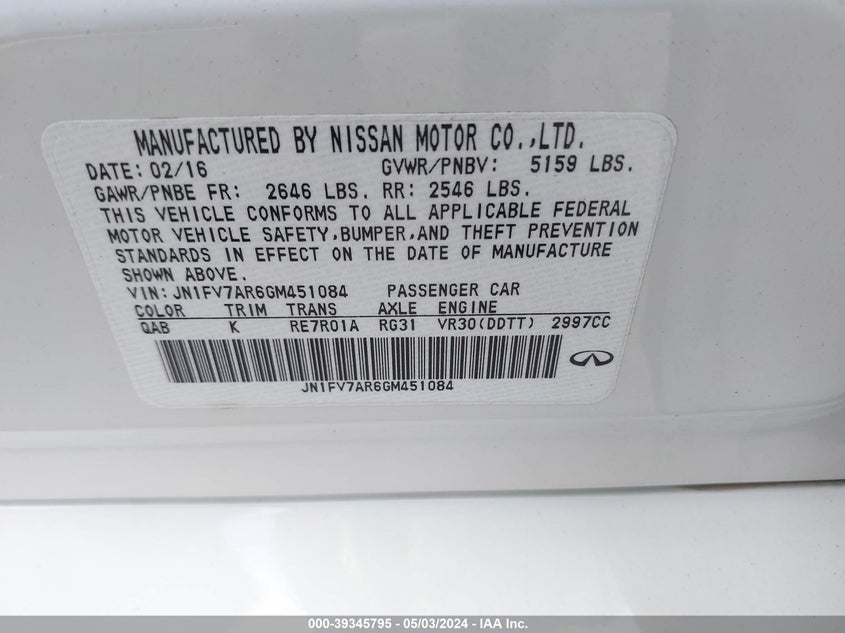 MANUFACTURED BY NISSAN MOTOR CO.,LTD.
DATE: 02/16 GVWR/PNBV: 5159 LBS.
GAWR/PNBE FR: 2646 LBS. RR: 2546 LBS.
THIS VEHICLE CONFORMS TO ALL APPLICABLE FEDERAL
MOTOR VEHICLE SAFETY,BUMPER,AND THEFT PREVENTION
STANDARDS IN EFFECT ON THE DATE OF MANUFACTURE
SHOWN ABOVE.
VIN: JN1FV7AR6GM451084 PASSENGER CAR
COLOR TRIM TRANS AXLE ENGINE
QAB K RE7R01A RG31 VR30(DDTT) 2997CC
JN1FV7AR6GM451084
000-39345795 - 05/03/2024 - IAA Inc.